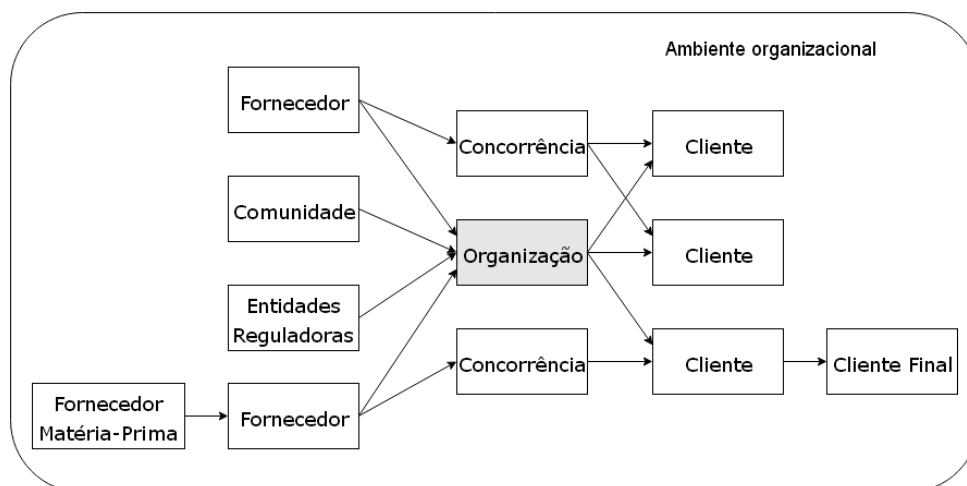 Ambiente organizacional
Fornecedor
Concorrência
Cliente
Comunidade
Organização
Cliente
Entidades
Reguladoras
Concorrência
Cliente
Cliente Final
Fornecedor
Matéria-Prima
Fornecedor